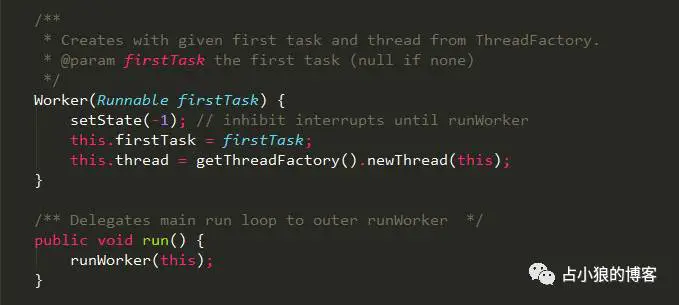 /**
 * Creates with given first task and thread from ThreadFactory.
 * @param firstTask the first task (null if none)
 */
Worker(Runnable firstTask) {
    setState(-1); // inhibit interrupts until runWorker
    this.firstTask = firstTask;
    this.thread = getThreadFactory().newThread(this);
}

/** Delegates main run loop to outer runWorker  */
public void run() {
    runWorker(this);
}
占小狼的博客